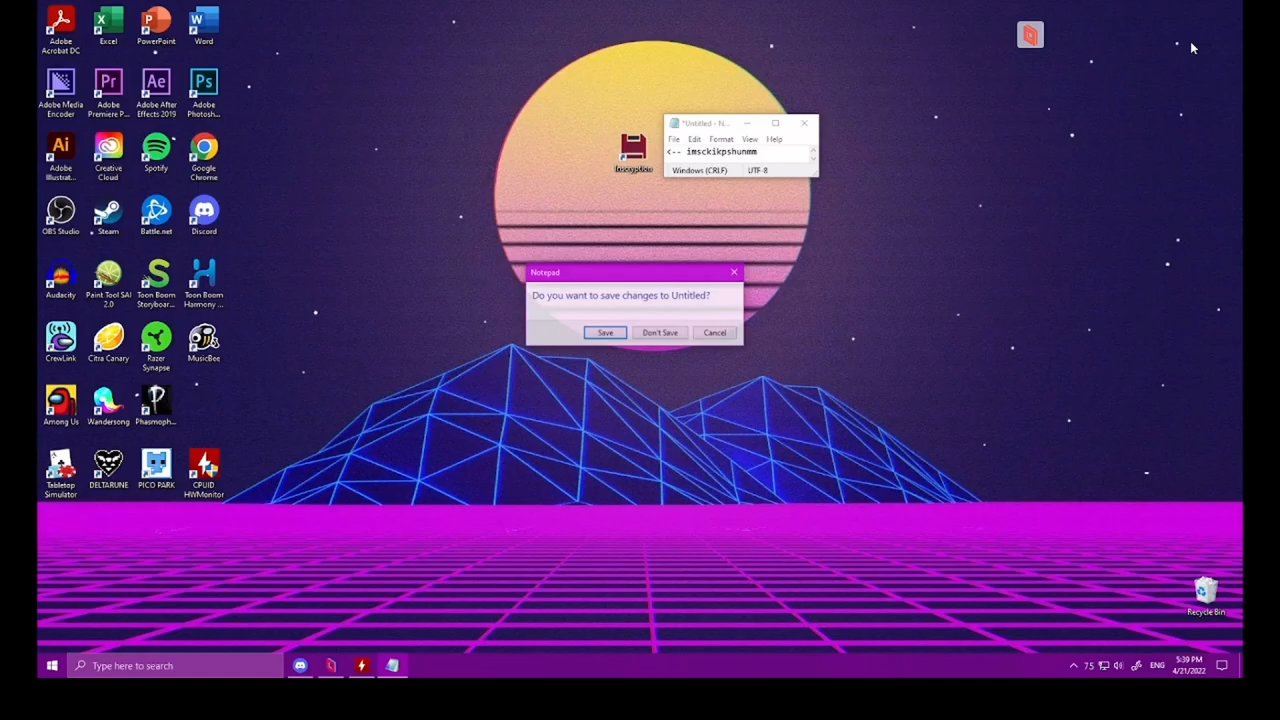 Adobe
Acrobat DC
Excel
PowerPoint
Word
Adobe Media
Encoder
Adobe
Premiere P...
Adobe After
Effects 2019
Adobe
Photosh...
Adobe
Illustrat...
Creative
Cloud
Spotify
Google
Chrome
OBS Studio
Steam
Battle.net
Discord
Audacity
Paint Tool SAI
2.0
Toon Boom
Storyboar...
Toon Boom
Harmony ...
CrewLink
Citra Canary
Razer
Synapse
MusicBee
Among Us
Wandersong
Phasmoph...
Tabletop
Simulator
DELTARUNE
PICO PARK
CPUID
HWMonitor
Inscryption
*Untitled - N...
File Edit Format View Help
<-- imsckikpshunmm
Windows (CRLF) UTF-8
Notepad
Do you want to save changes to Untitled?
Save Don't Save Cancel
Recycle Bin
Type here to search
75 ENG
5:39 PM
4/21/2022